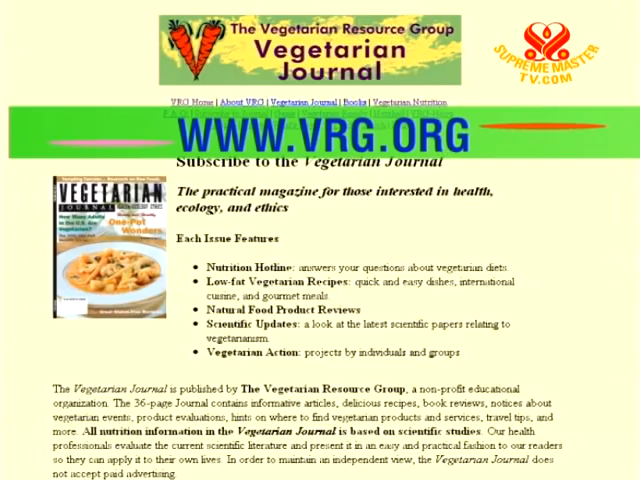 The Vegetarian Resource Group
Vegetarian
Journal
SUPREME MASTER
TV.COM
VRG Home | About VRG | Vegetarian Journal | Books | Vegetarian Nutrition
WWW.VRG.ORG
Subscribe to the Vegetarian Journal
VEGETARIAN
JOURNAL
How Many Adults
in the U.S. Are
Vegetarian?
One-Pot
Wonders
The practical magazine for those interested in health,
ecology, and ethics
Each Issue Features
• Nutrition Hotline: answers your questions about vegetarian diets.
• Low-fat Vegetarian Recipes: quick and easy dishes, international
cuisine, and gourmet meals.
• Natural Food Product Reviews
• Scientific Updates: a look at the latest scientific papers relating to
vegetarianism.
• Vegetarian Action: projects by individuals and groups
The Vegetarian Journal is published by The Vegetarian Resource Group, a non-profit educational
organization. The 36-page Journal contains informative articles, delicious recipes, book reviews, notices about
vegetarian events, product evaluations, hints on where to find vegetarian products and services, travel tips, and
more. All nutrition information in the Vegetarian Journal is based on scientific studies. Our health
professionals evaluate the current scientific literature and present it in an easy and practical fashion to our readers
so they can apply it to their own lives. In order to maintain an independent view, the Vegetarian Journal does
not accept paid advertising.